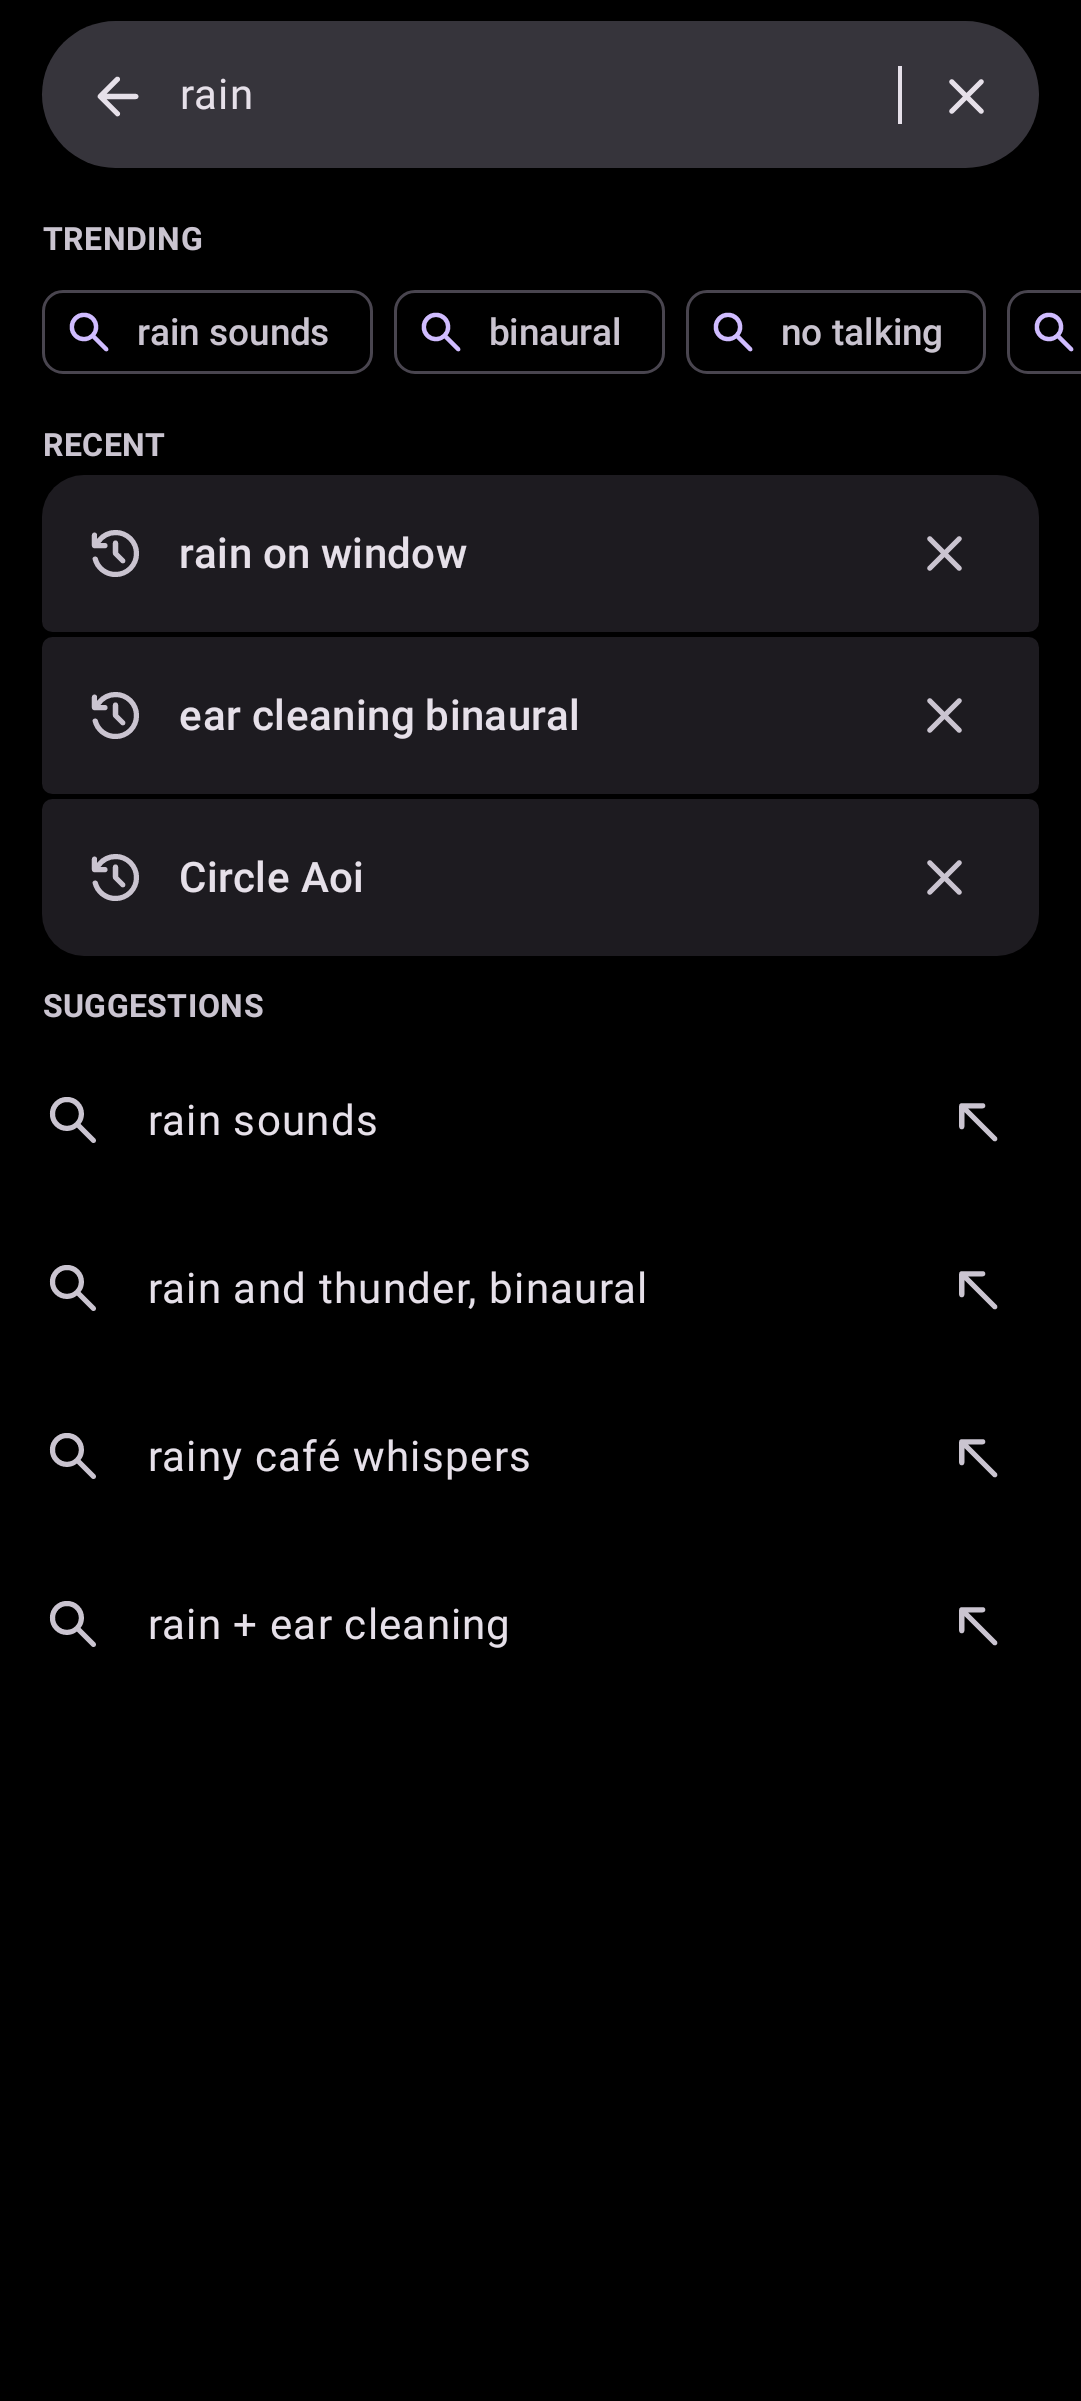 rain
TRENDING
rain sounds
binaural
no talking
RECENT
rain on window
ear cleaning binaural
Circle Aoi
SUGGESTIONS
rain sounds
rain and thunder, binaural
rainy café whispers
rain + ear cleaning